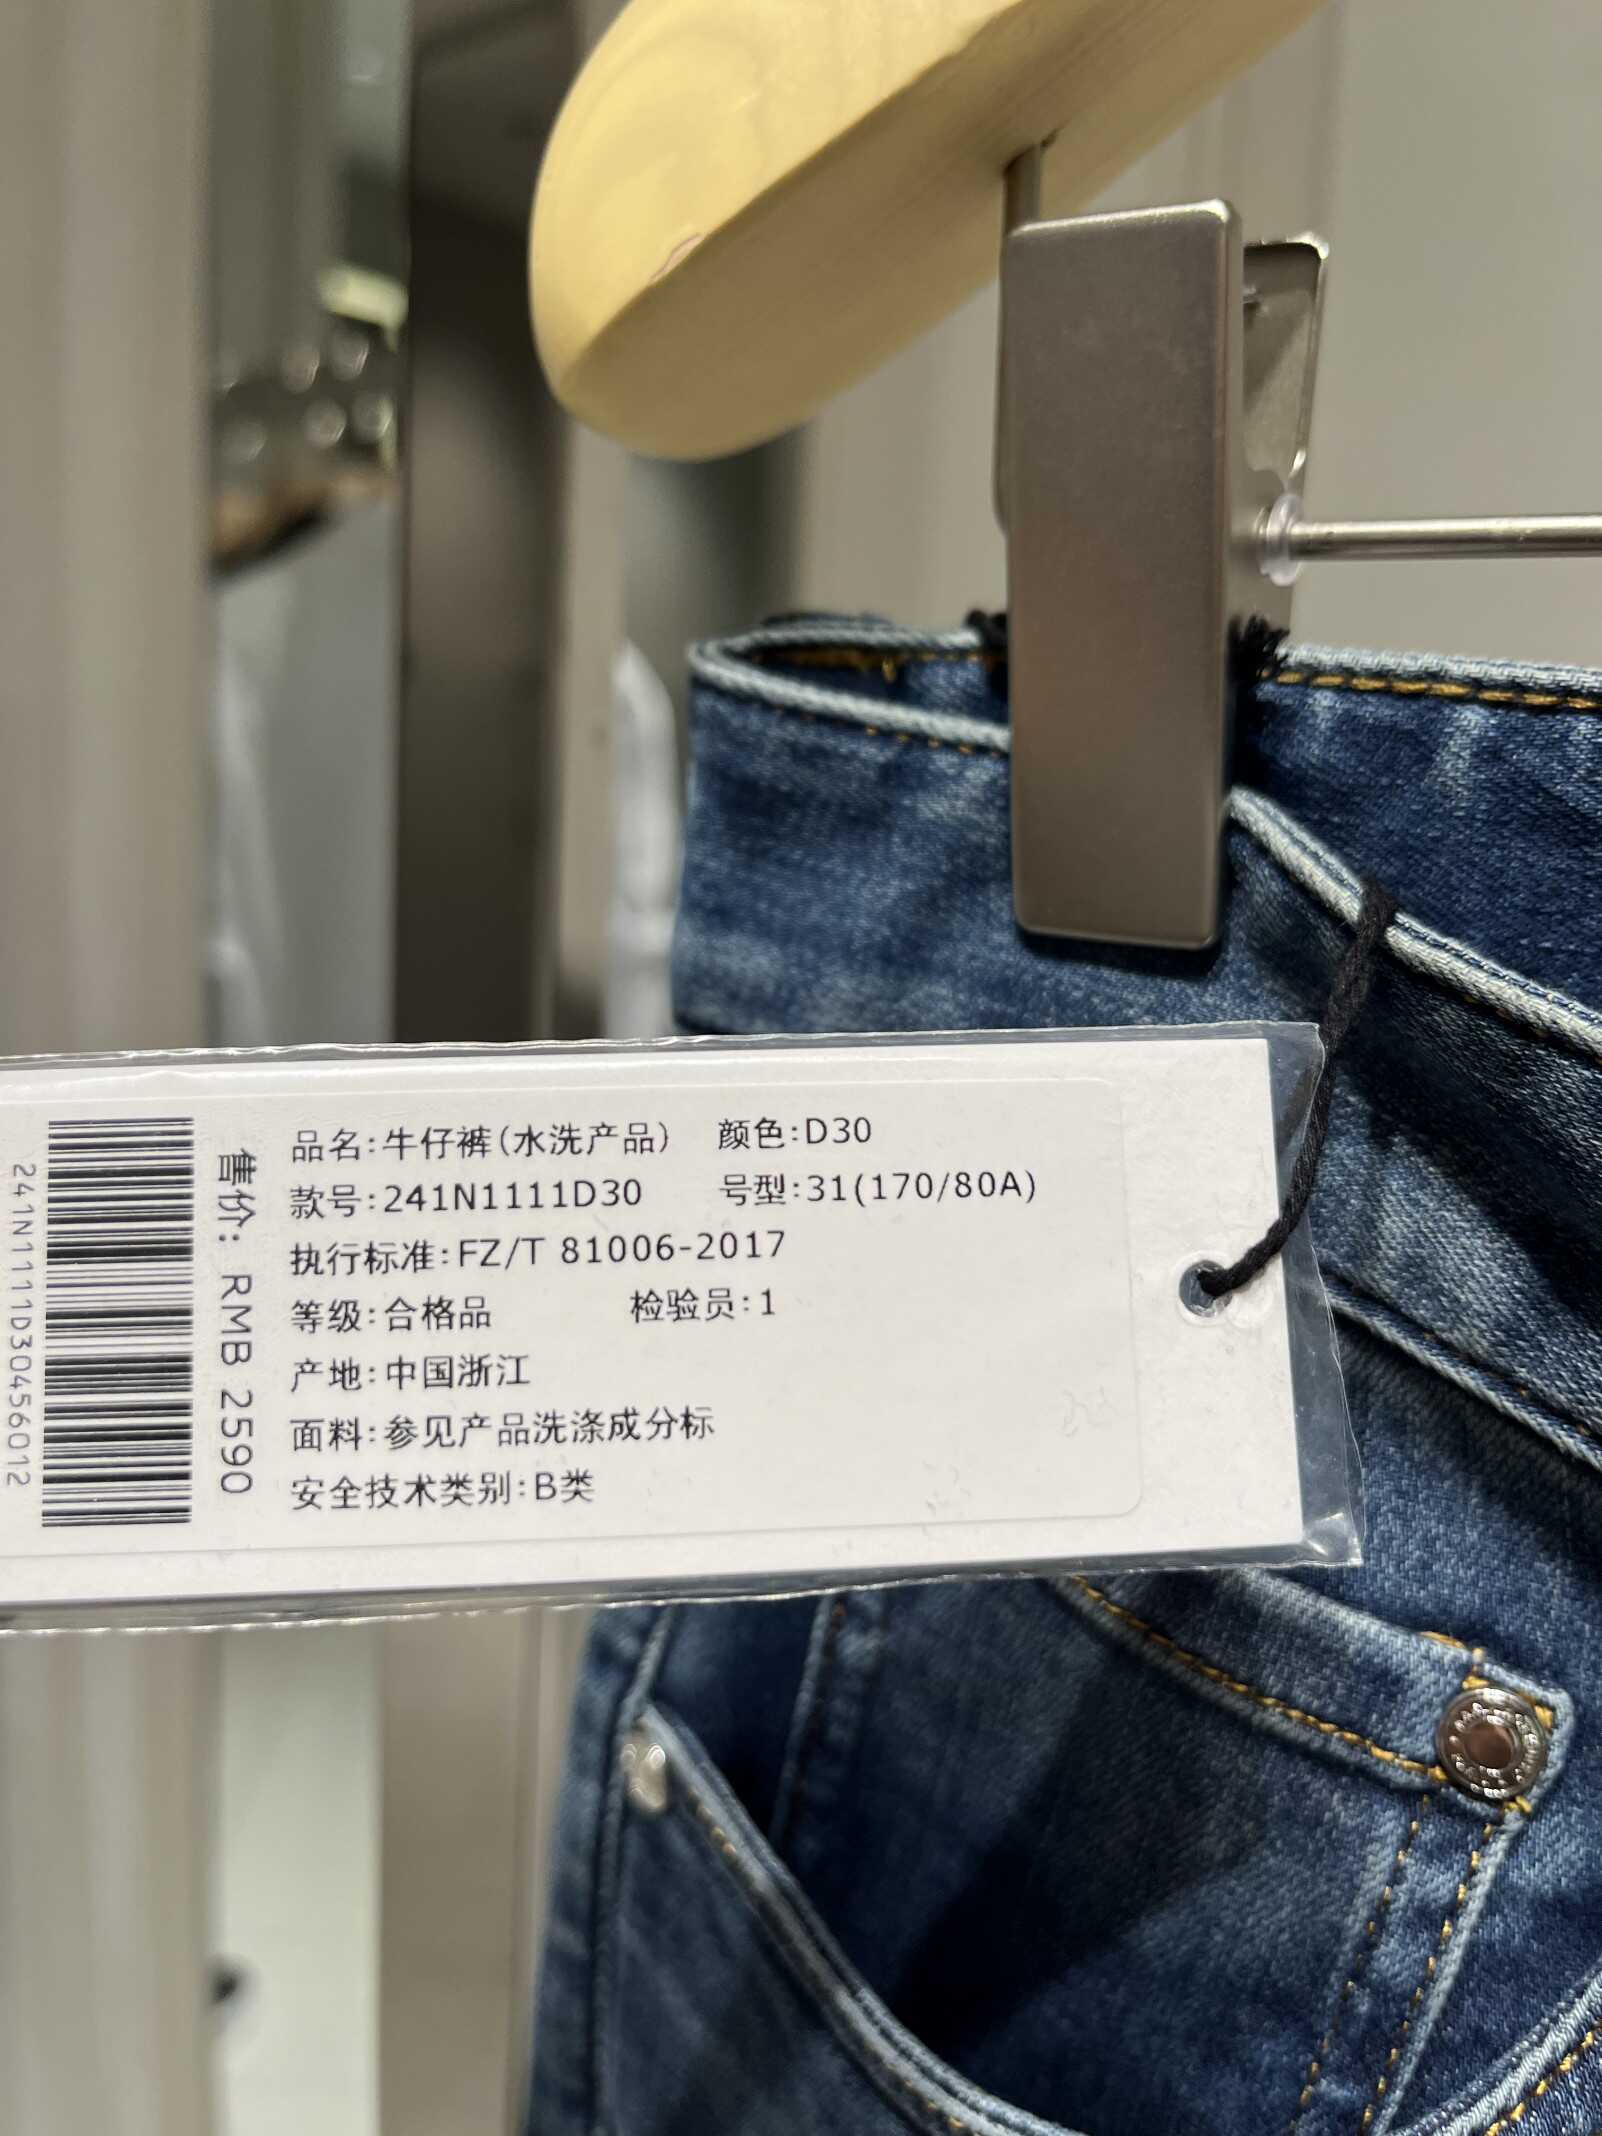 品名:牛仔裤(水洗产品) 颜色:D30
款号:241N1111D30 号型:31(170/80A)
执行标准:FZ/T 81006-2017
等级:合格品 检验员:1
产地:中国浙江
面料:参见产品洗涤成分标
安全技术类别:B类
售价: RMB 2590
241N1111D30456012